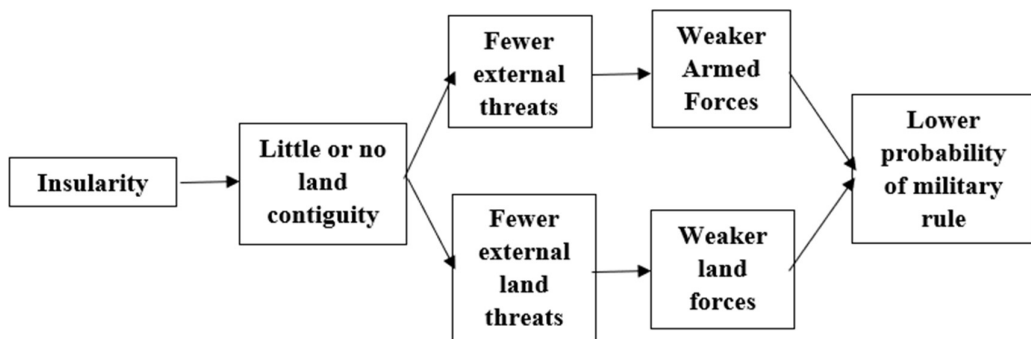 Insularity
Little or no
land
contiguity
Fewer
external
threats
Weaker
Armed
Forces
Fewer
external
land
threats
Weaker
land
forces
Lower
probability
of military
rule